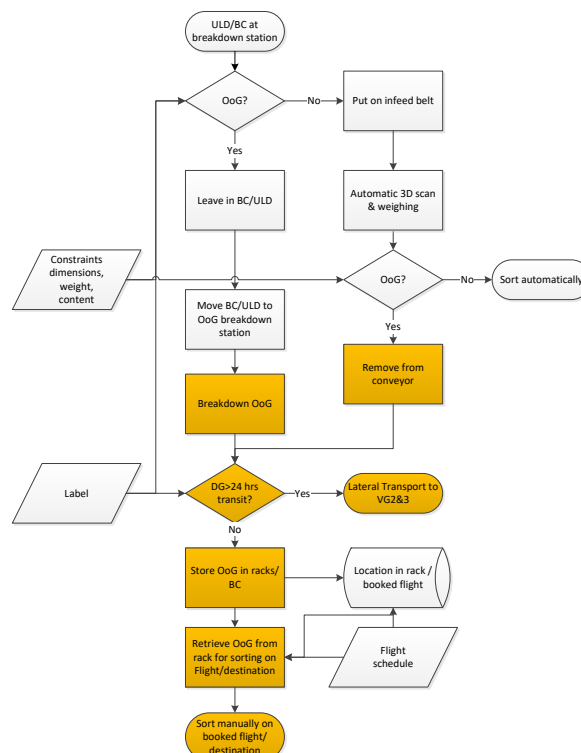 ULD/BC at
breakdown station
OoG?
No
Put on infeed belt
Yes
Leave in BC/ULD
Automatic 3D scan
& weighing
Constraints
dimensions,
weight,
content
OoG?
No
Sort automatically
Move BC/ULD to
OoG breakdown
station
Yes
Remove from
conveyor
Breakdown OoG
Label
DG>24 hrs
transit?
Yes
Lateral Transport to
VG2&3
No
Store OoG in racks/
BC
Location in rack /
booked flight
Retrieve OoG from
rack for sorting on
Flight/destination
Flight
schedule
Sort manually on
booked flight/
destination